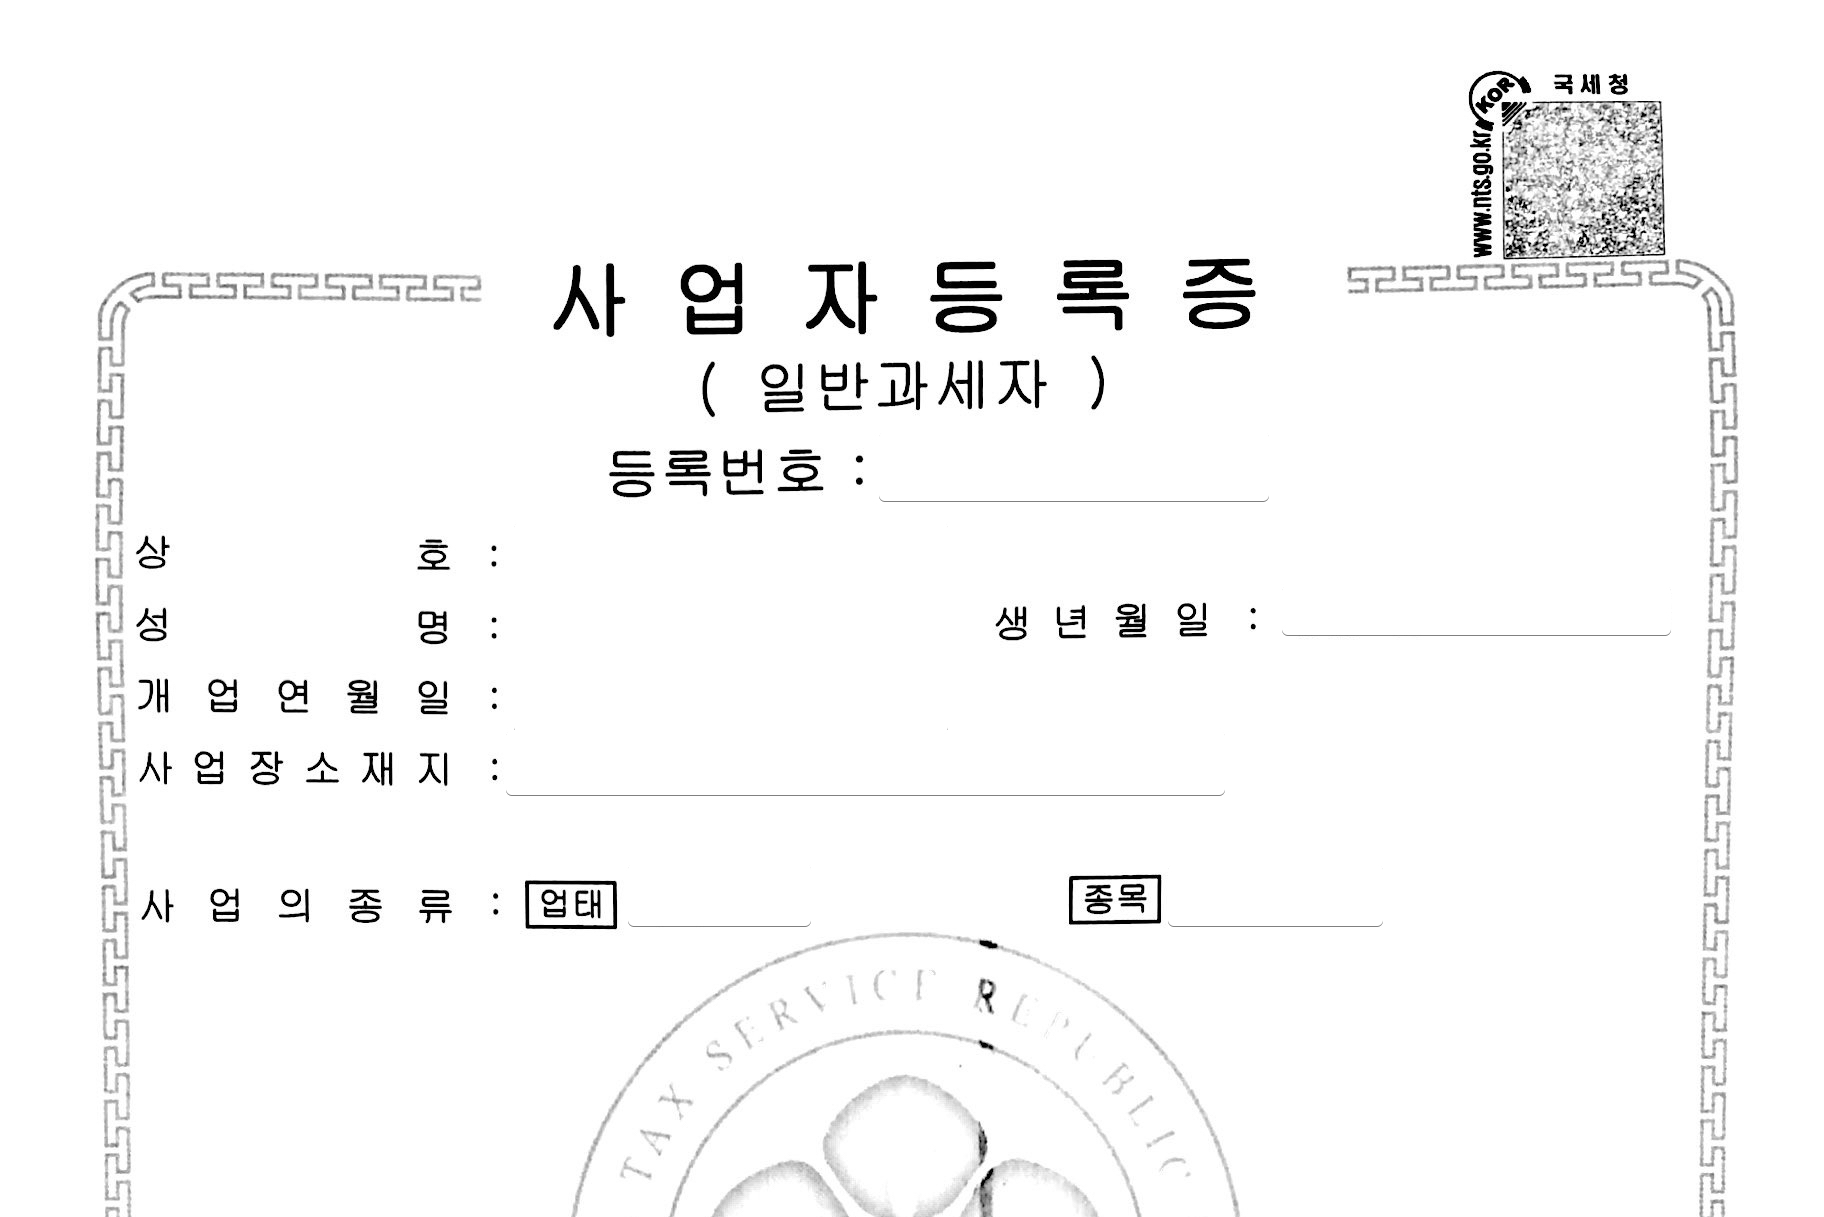 국세청
KOR
www.nts.go.kr
사업자등록증
( 일반과세자 )
등록번호 :
상 호 :
성 명 : 생년월일 :
개업연월일 :
사업장소재지 :
사업의종류 : 업태 종목
TAX SERVICE REPUBLIC